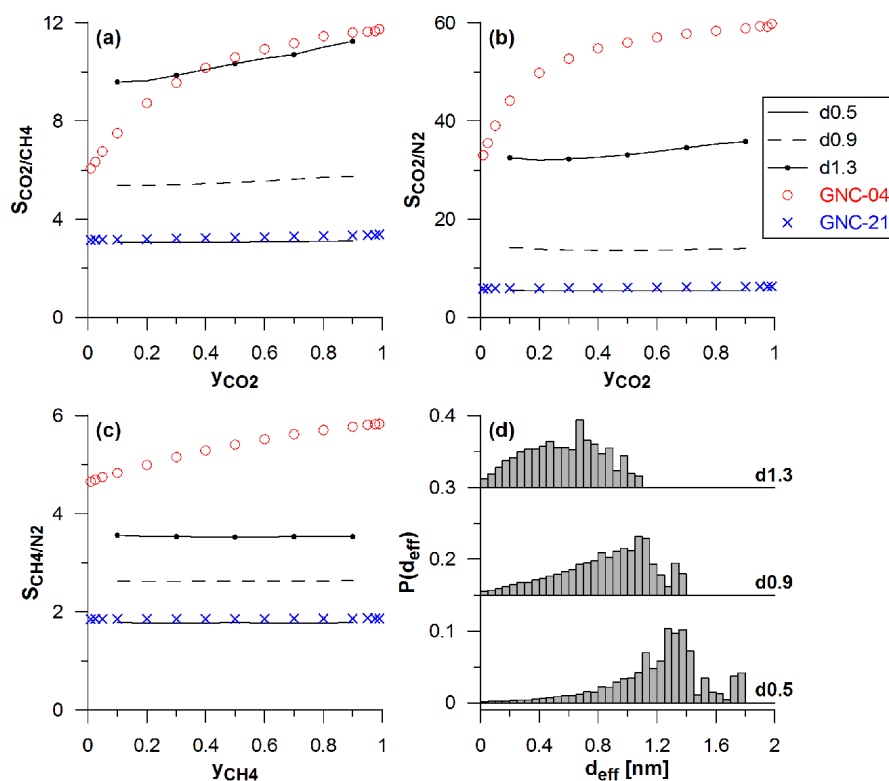 (a)
12
8
4
0
S_CO2/CH4
0 0.2 0.4 0.6 0.8 1
y_CO2
(b)
60
40
20
0
S_CO2/N2
0 0.2 0.4 0.6 0.8 1
y_CO2
d0.5
d0.9
d1.3
GNC-04
GNC-21
(c)
6
4
2
0
S_CH4/N2
0 0.2 0.4 0.6 0.8 1
y_CH4
(d)
0.4
0.3
0.2
0.1
0
P(d_eff)
d1.3
d0.9
d0.5
0 0.4 0.8 1.2 1.6 2
d_eff [nm]